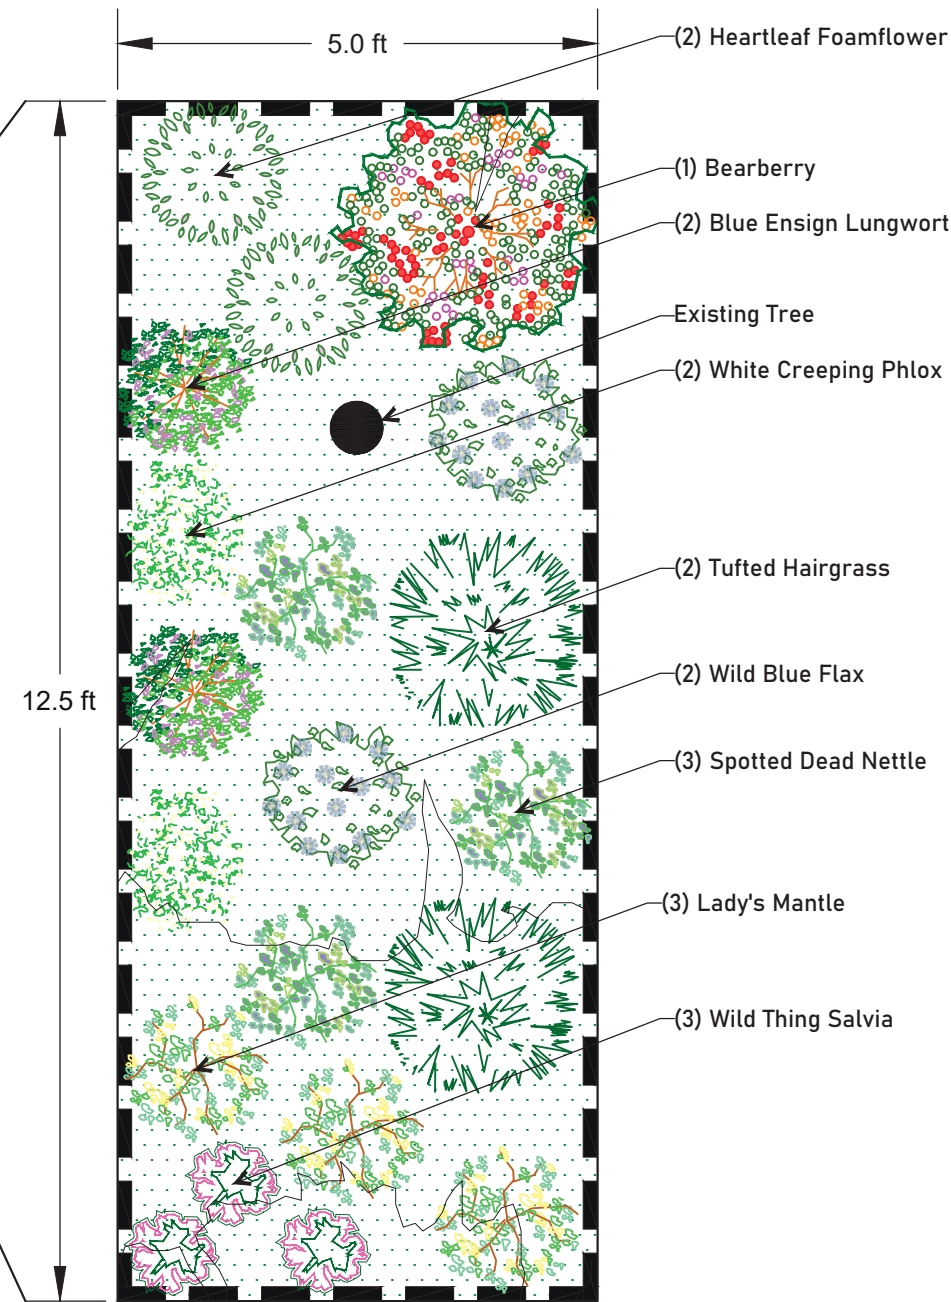 5.0 ft
(2) Heartleaf Foamflower
(1) Bearberry
(2) Blue Ensign Lungwort
Existing Tree
(2) White Creeping Phlox
(2) Tufted Hairgrass
(2) Wild Blue Flax
12.5 ft
(3) Spotted Dead Nettle
(3) Lady's Mantle
(3) Wild Thing Salvia